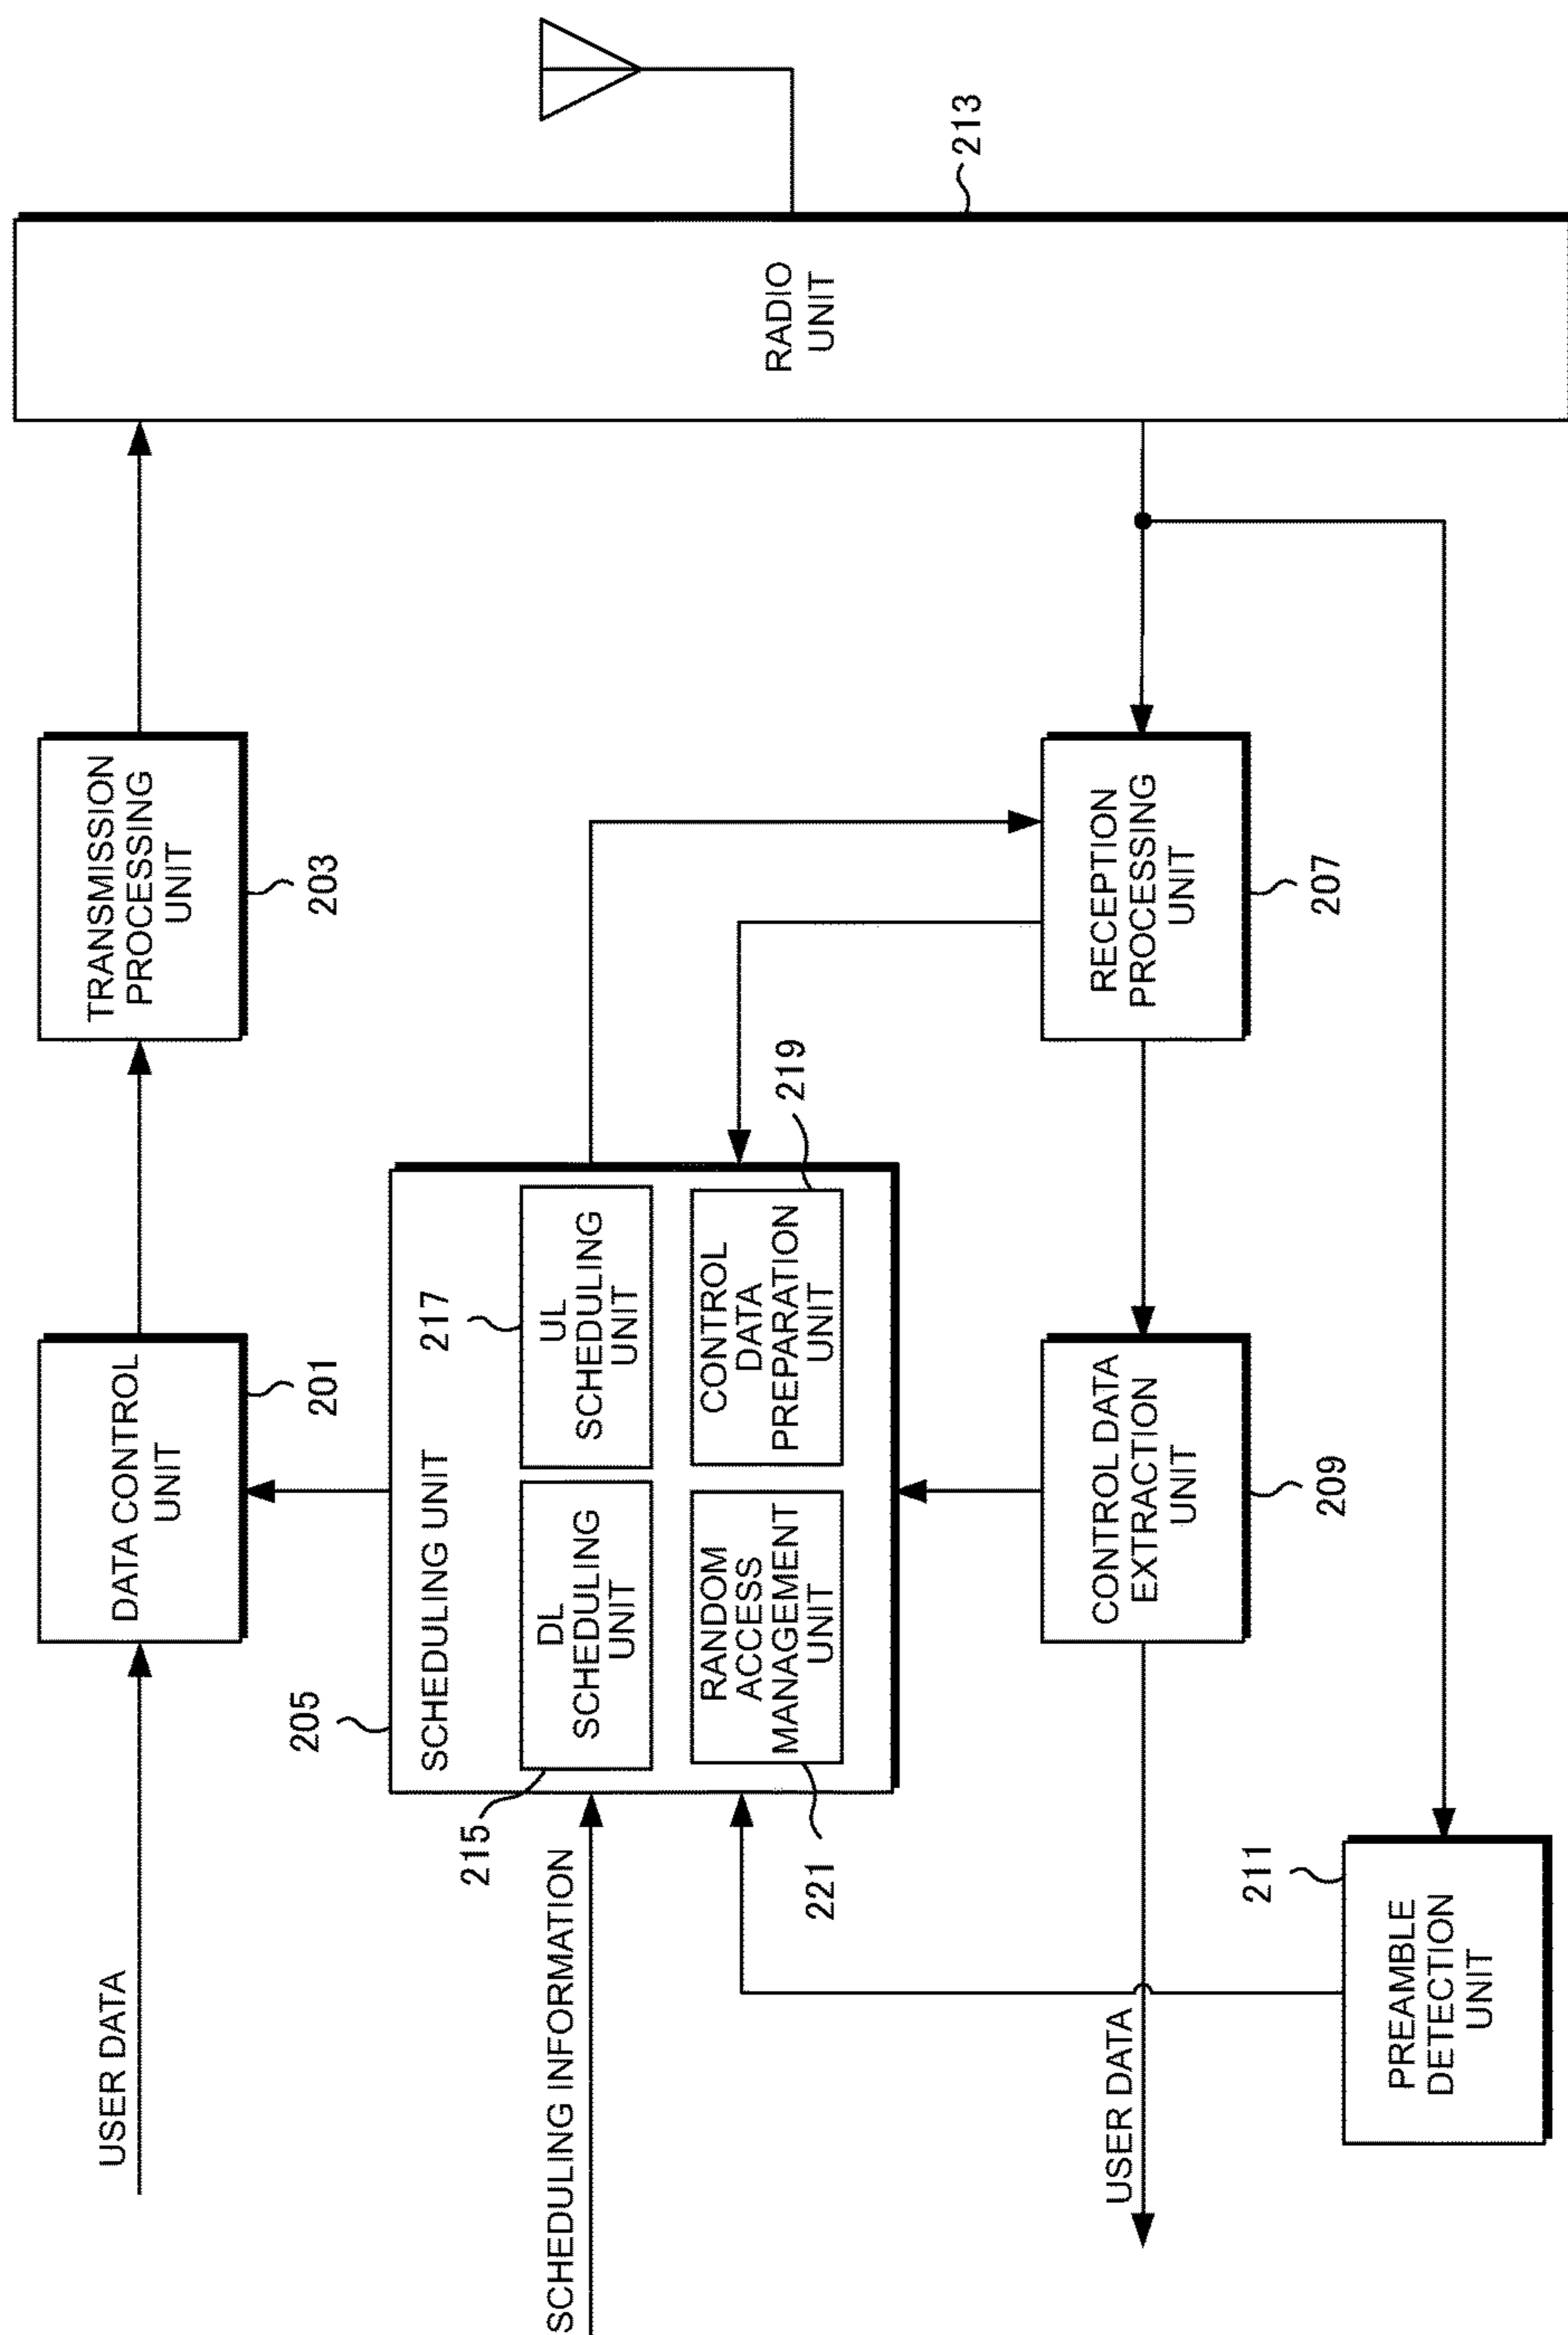 USER DATA
DATA CONTROL
UNIT
201
TRANSMISSION
PROCESSING
UNIT
203
SCHEDULING INFORMATION
205
SCHEDULING UNIT
215
DL
SCHEDULING
UNIT
217
UL
SCHEDULING
UNIT
221
RANDOM
ACCESS
MANAGEMENT
UNIT
219
CONTROL
DATA
PREPARATION
UNIT
RADIO
UNIT
213
USER DATA
CONTROL DATA
EXTRACTION
UNIT
209
RECEPTION
PROCESSING
UNIT
207
211
PREAMBLE
DETECTION
UNIT